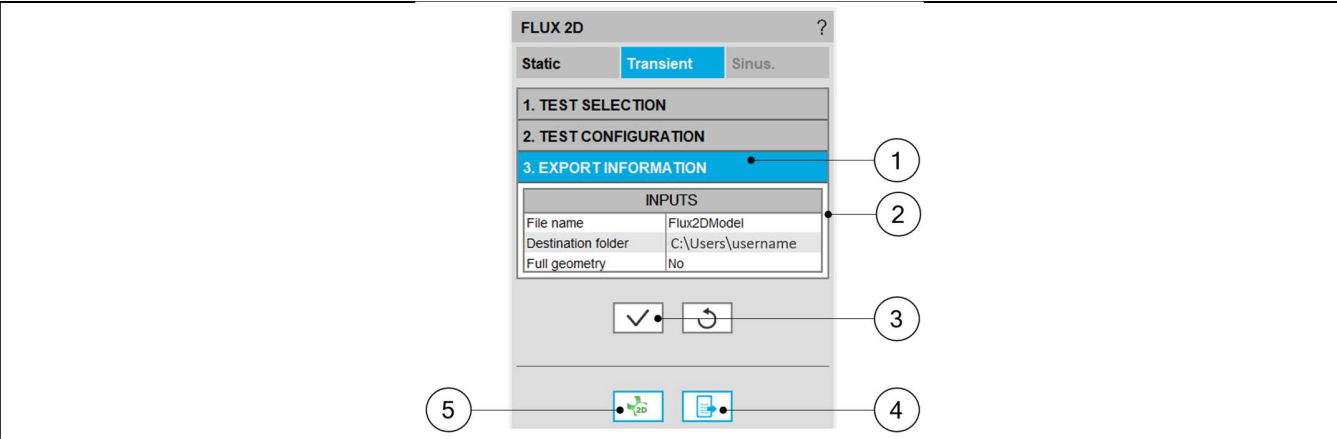 FLUX 2D ?
Static Transient Sinus.
1. TEST SELECTION
2. TEST CONFIGURATION
3. EXPORT INFORMATION
1
INPUTS
2
File name Flux2DModel
Destination folder C:\Users\username
Full geometry No
3
5 2D 4